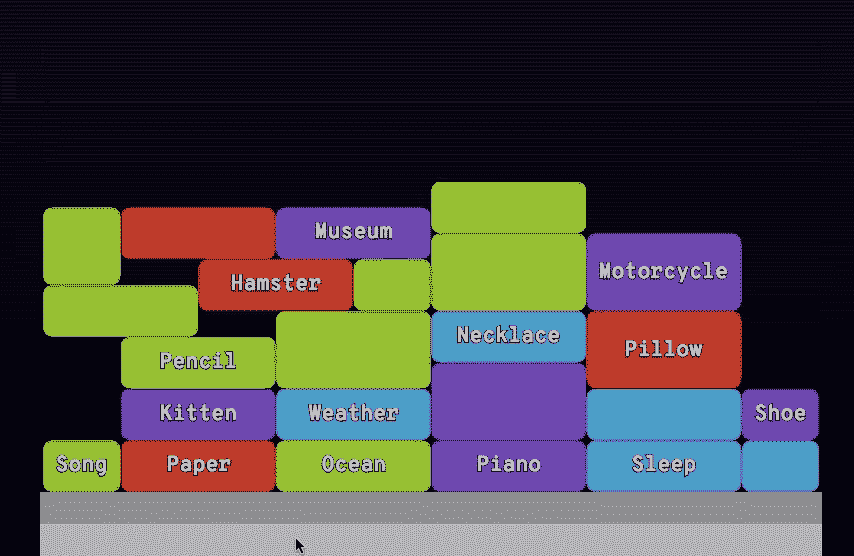 Museum
Motorcycle
Hamster
Necklace
Pillow
Pencil
Kitten
Weather
Shoe
Song
Paper
Ocean
Piano
Sleep